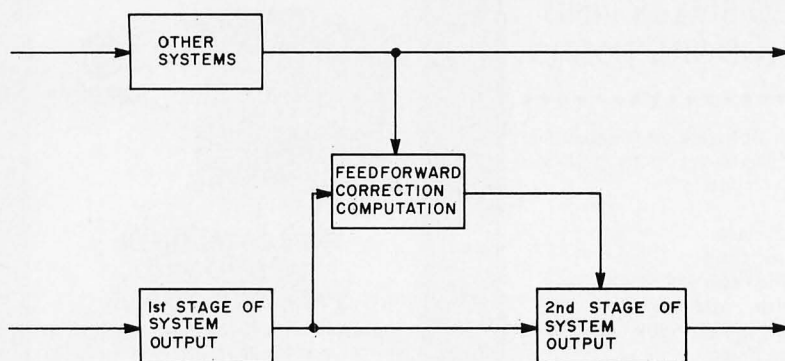 OTHER
SYSTEMS
FEEDFORWARD
CORRECTION
COMPUTATION
1st STAGE OF
SYSTEM
OUTPUT
2nd STAGE OF
SYSTEM
OUTPUT